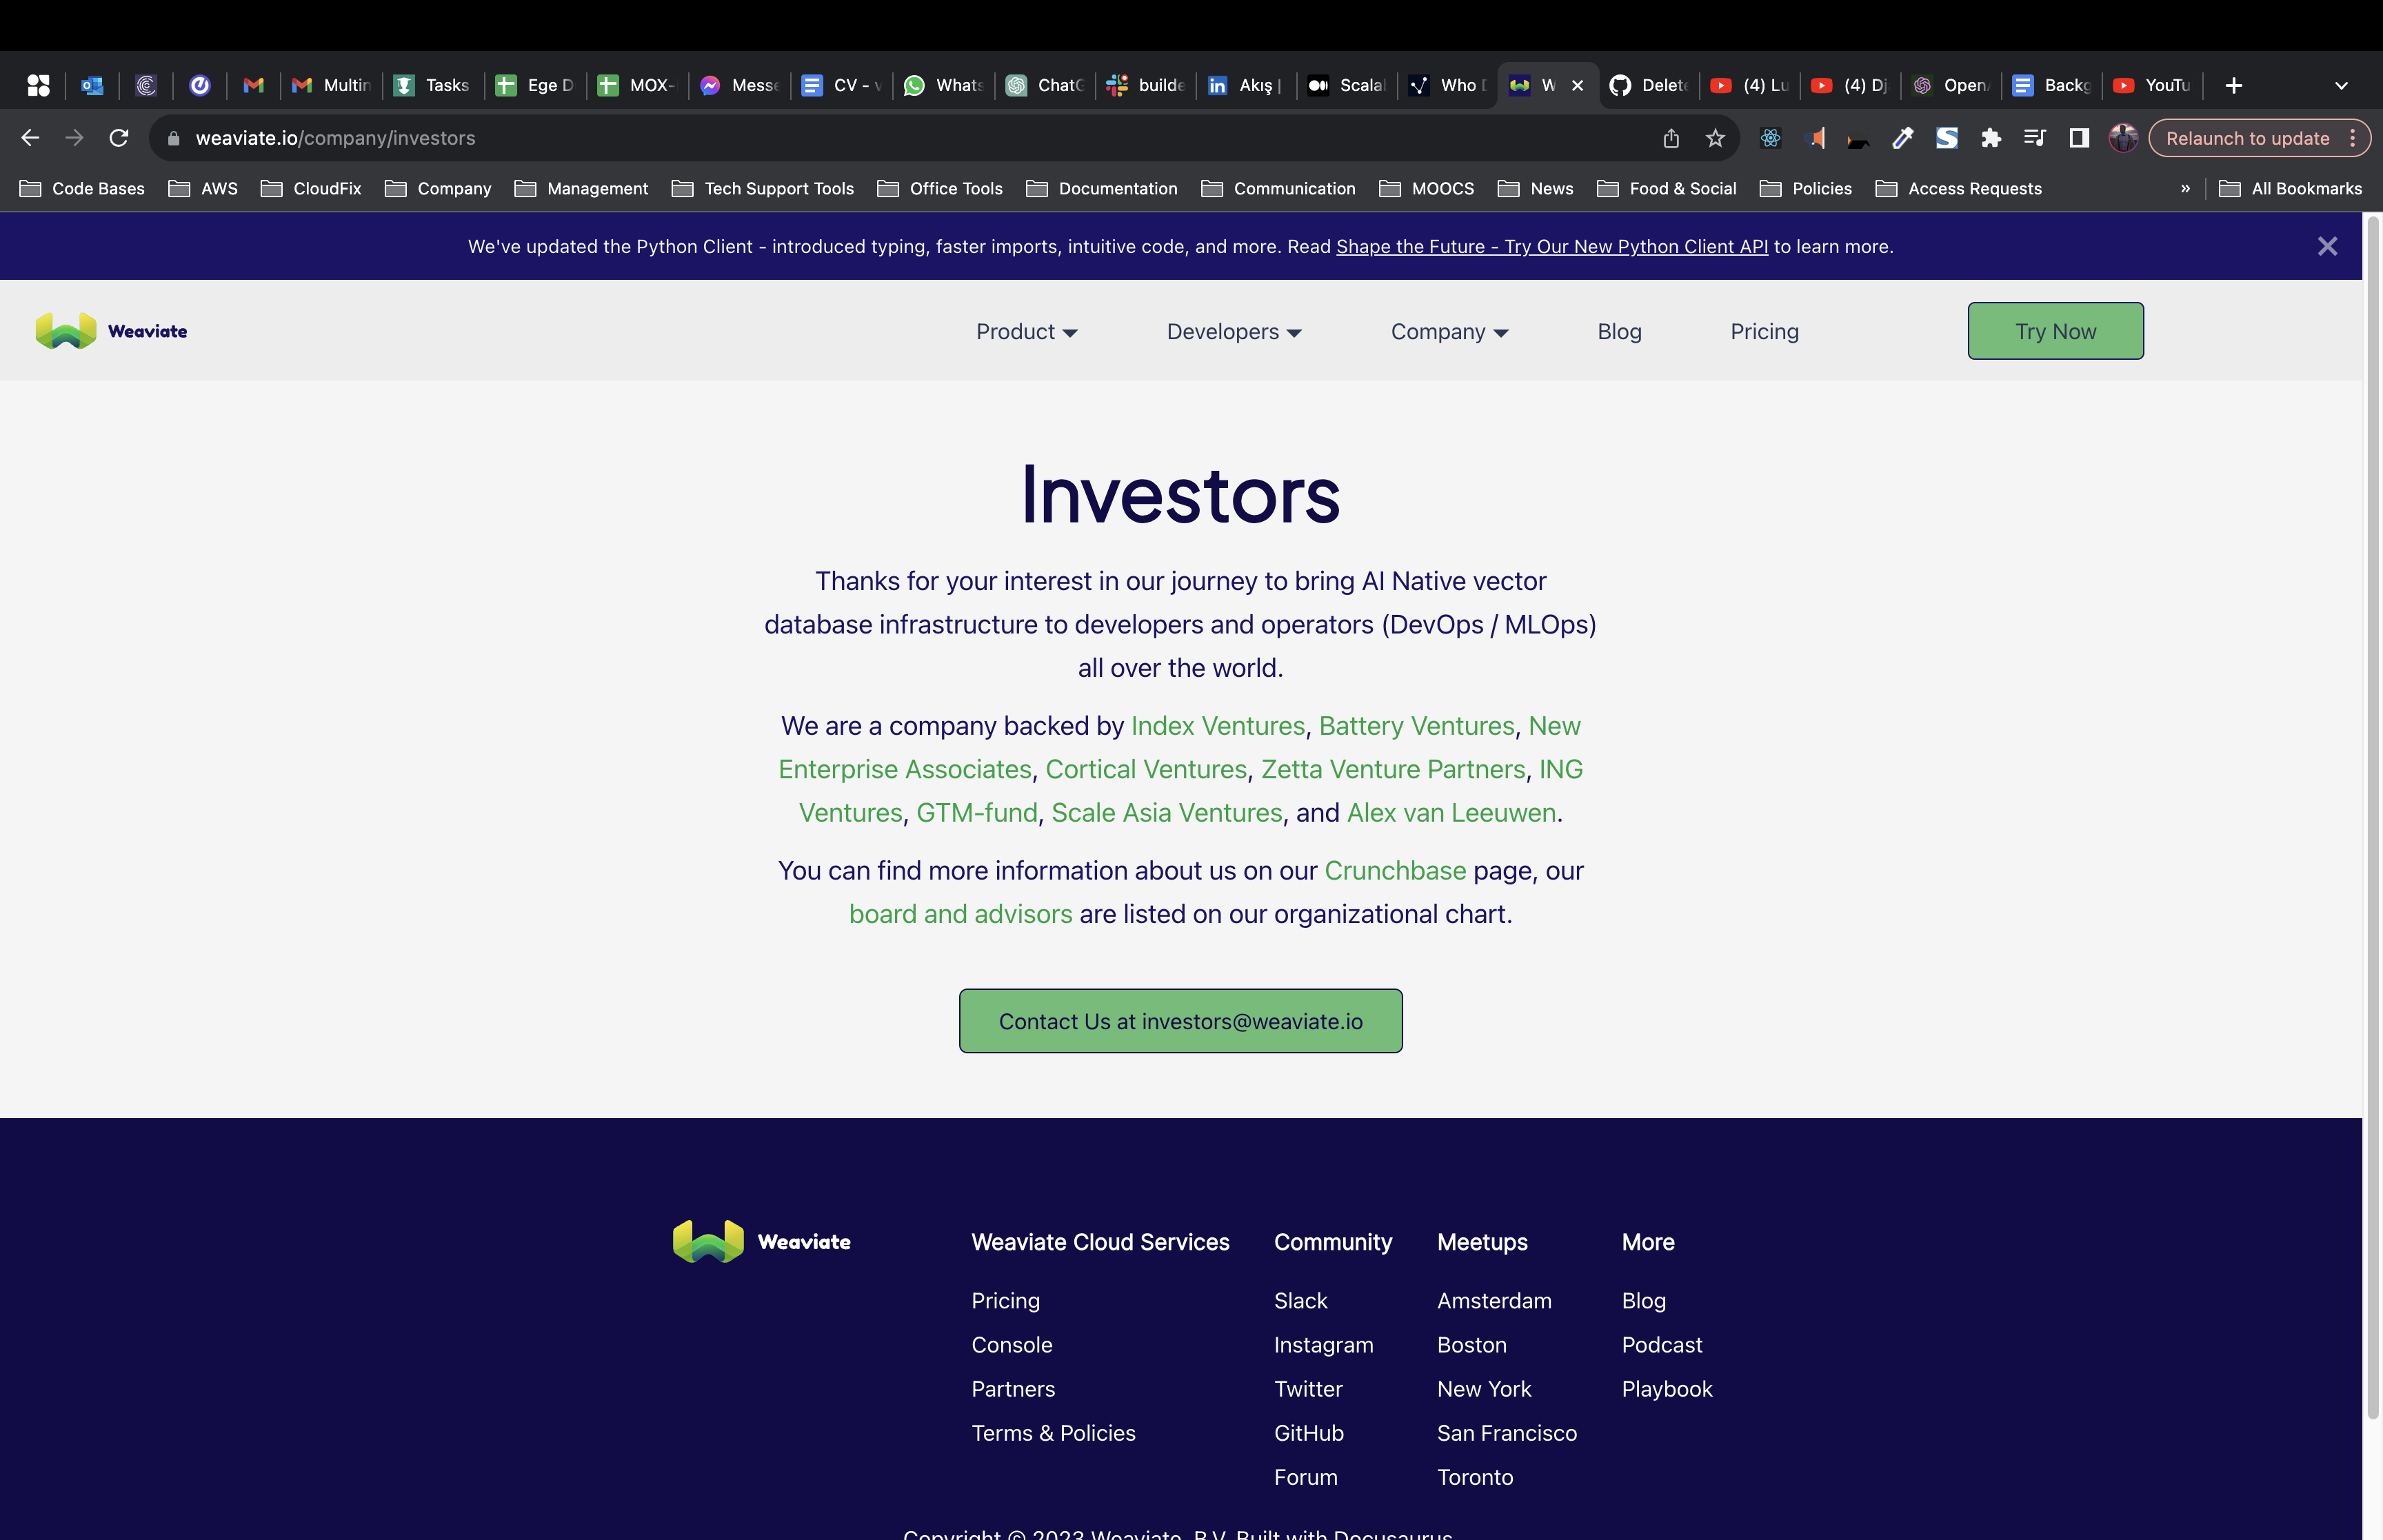 Multin
Tasks
Ege D
MOX-
Messe
CV - v
Whats
ChatG
builde
Akış |
Scalal
Who D
W
Delete
(4) Lu
(4) Dj
OpenA
Backg
YouTu
weaviate.io/company/investors
Relaunch to update
Code Bases
AWS
CloudFix
Company
Management
Tech Support Tools
Office Tools
Documentation
Communication
MOOCS
News
Food & Social
Policies
Access Requests
»
All Bookmarks
We've updated the Python Client - introduced typing, faster imports, intuitive code, and more. Read Shape the Future - Try Our New Python Client API to learn more.
Weaviate
Product
Developers
Company
Blog
Pricing
Try Now
Investors
Thanks for your interest in our journey to bring AI Native vector
database infrastructure to developers and operators (DevOps / MLOps)
all over the world.
We are a company backed by Index Ventures, Battery Ventures, New
Enterprise Associates, Cortical Ventures, Zetta Venture Partners, ING
Ventures, GTM-fund, Scale Asia Ventures, and Alex van Leeuwen.
You can find more information about us on our Crunchbase page, our
board and advisors are listed on our organizational chart.
Contact Us at investors@weaviate.io
Weaviate
Weaviate Cloud Services
Pricing
Console
Partners
Terms & Policies
Community
Slack
Instagram
Twitter
GitHub
Forum
Meetups
Amsterdam
Boston
New York
San Francisco
Toronto
More
Blog
Podcast
Playbook
Copyright © 2023 Weaviate, B.V. Built with Docusaurus.